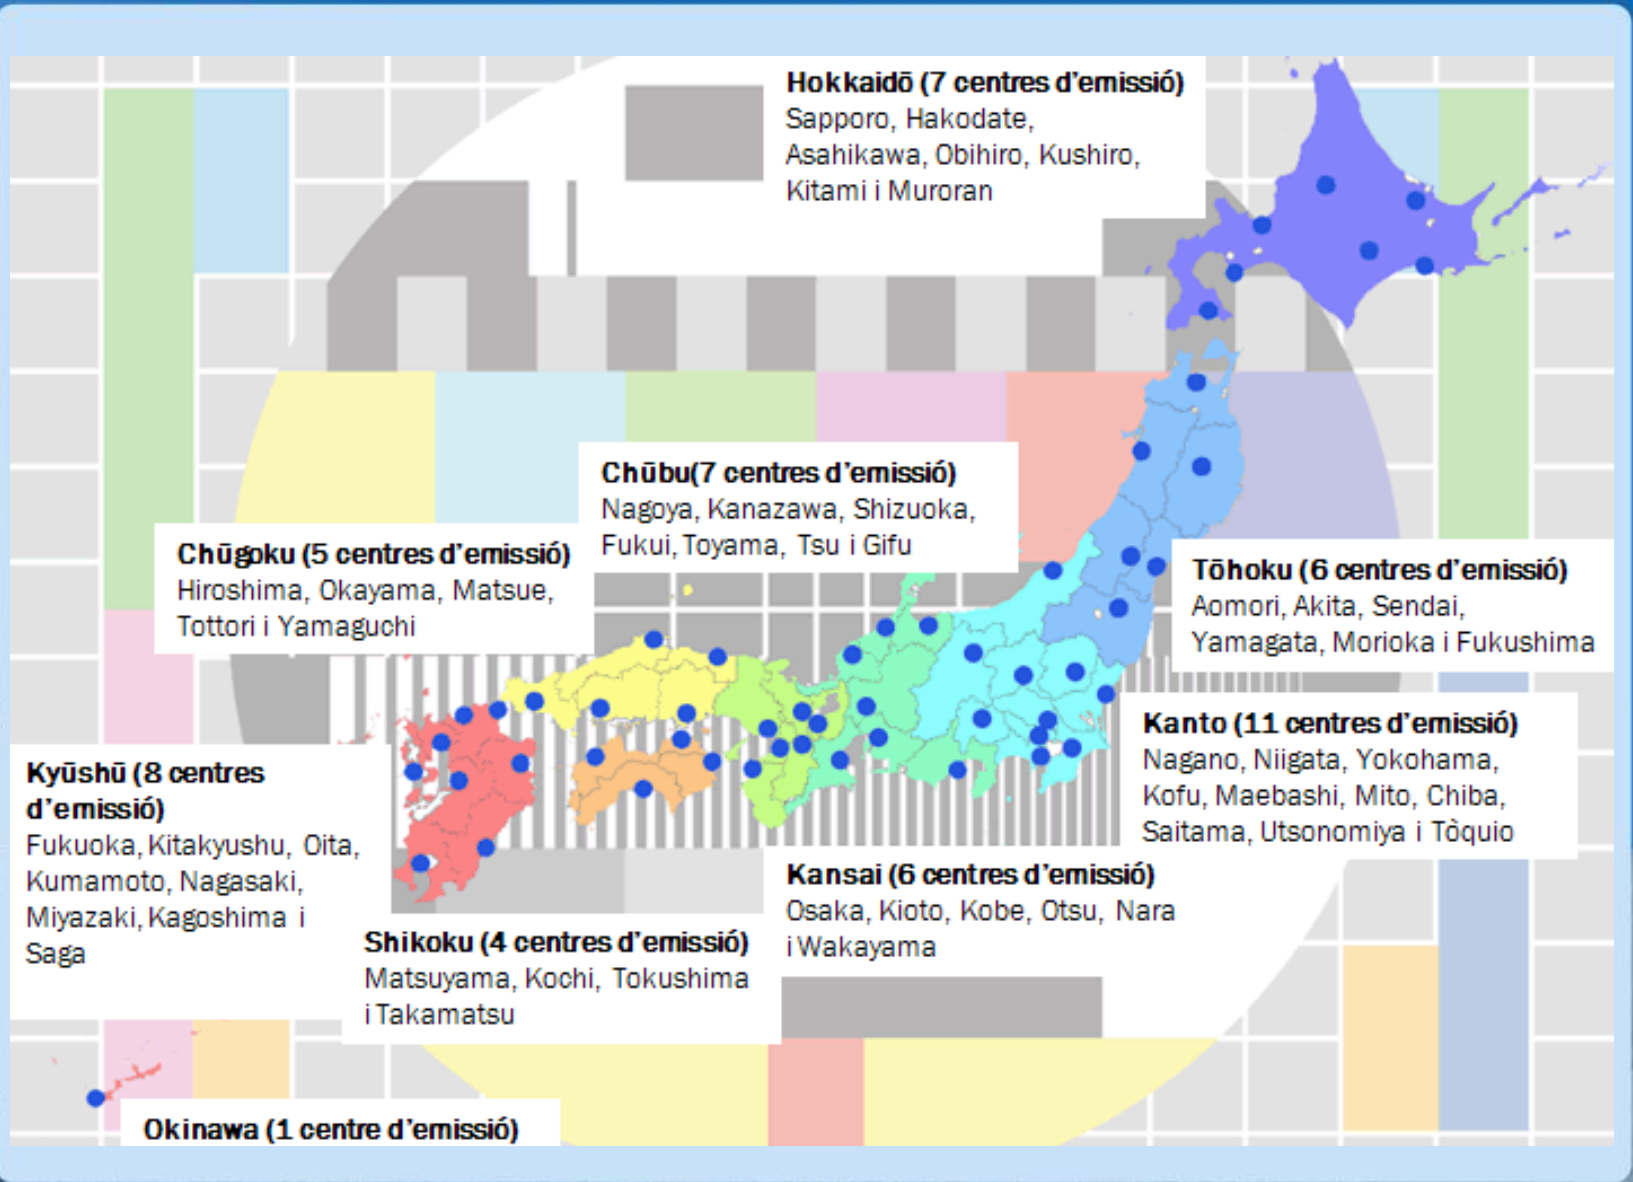 Hokkaidō (7 centres d'emissió)
Sapporo, Hakodate,
Asahikawa, Obihiro, Kushiro,
Kitami i Muroran
Chūbu(7 centres d'emissió)
Nagoya, Kanazawa, Shizuoka,
Fukui, Toyama, Tsu i Gifu
Chūgoku (5 centres d'emissió)
Hiroshima, Okayama, Matsue,
Tottori i Yamaguchi
Tōhoku (6 centres d'emissió)
Aomori, Akita, Sendai,
Yamagata, Morioka i Fukushima
Kanto (11 centres d'emissió)
Nagano, Niigata, Yokohama,
Kofu, Maebashi, Mito, Chiba,
Saitama, Utsonomiya i Tòquio
Kyūshū (8 centres
d'emissió)
Fukuoka, Kitakyushu, Oita,
Kumamoto, Nagasaki,
Miyazaki, Kagoshima i
Saga
Kansai (6 centres d'emissió)
Osaka, Kioto, Kobe, Otsu, Nara
i Wakayama
Shikoku (4 centres d'emissió)
Matsuyama, Kochi, Tokushima
i Takamatsu
Okinawa (1 centre d'emissió)